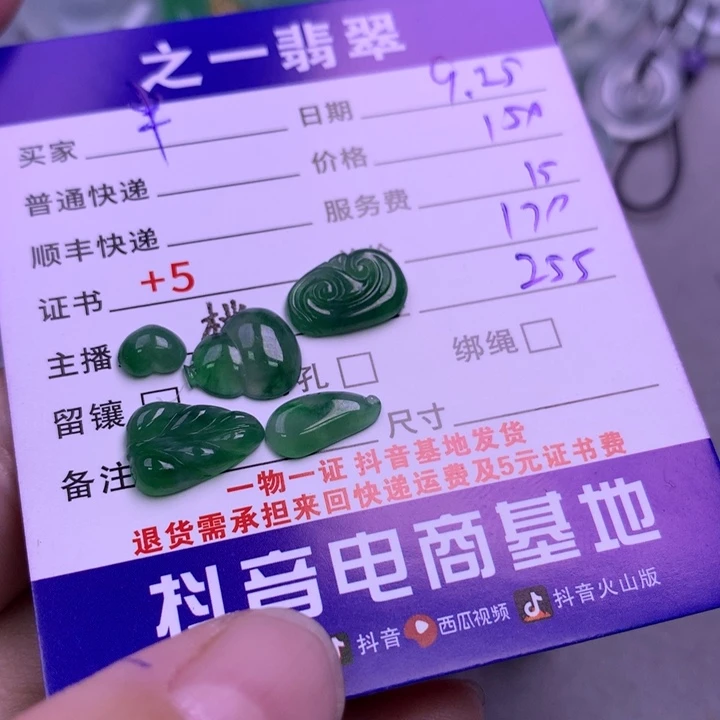 之一翡翠
买家 ¥ 日期 9.25
普通快递 价格 150
顺丰快递 服务费 15
证书 +5 170
255
主播 桃
留镶 孔 绑绳
备注 尺寸
一物一证 抖音基地发货
退货需承担来回快递运费及5元证书费
抖音电商基地
抖音 西瓜视频 抖音火山版